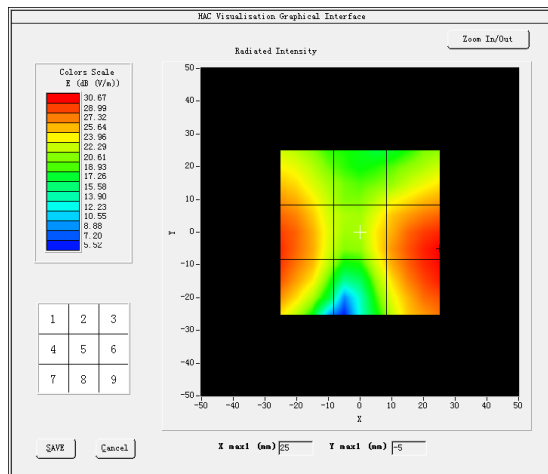 HAC Visualisation Graphical Interface
Zoom In/Out
Radiated Intensity
Colors Scale
E (dB (V/m))
30.67
28.99
27.32
25.64
23.96
22.29
20.61
18.93
17.26
15.58
13.90
12.23
10.55
8.88
7.20
5.52
50
40
30
20
10
0
-10
-20
-30
-40
-50
Y
-50 -40 -30 -20 -10 0 10 20 30 40 50
X
1 2 3
4 5 6
7 8 9
SAVE Cancel
X max1 (mm) 25 Y max1 (mm) -5